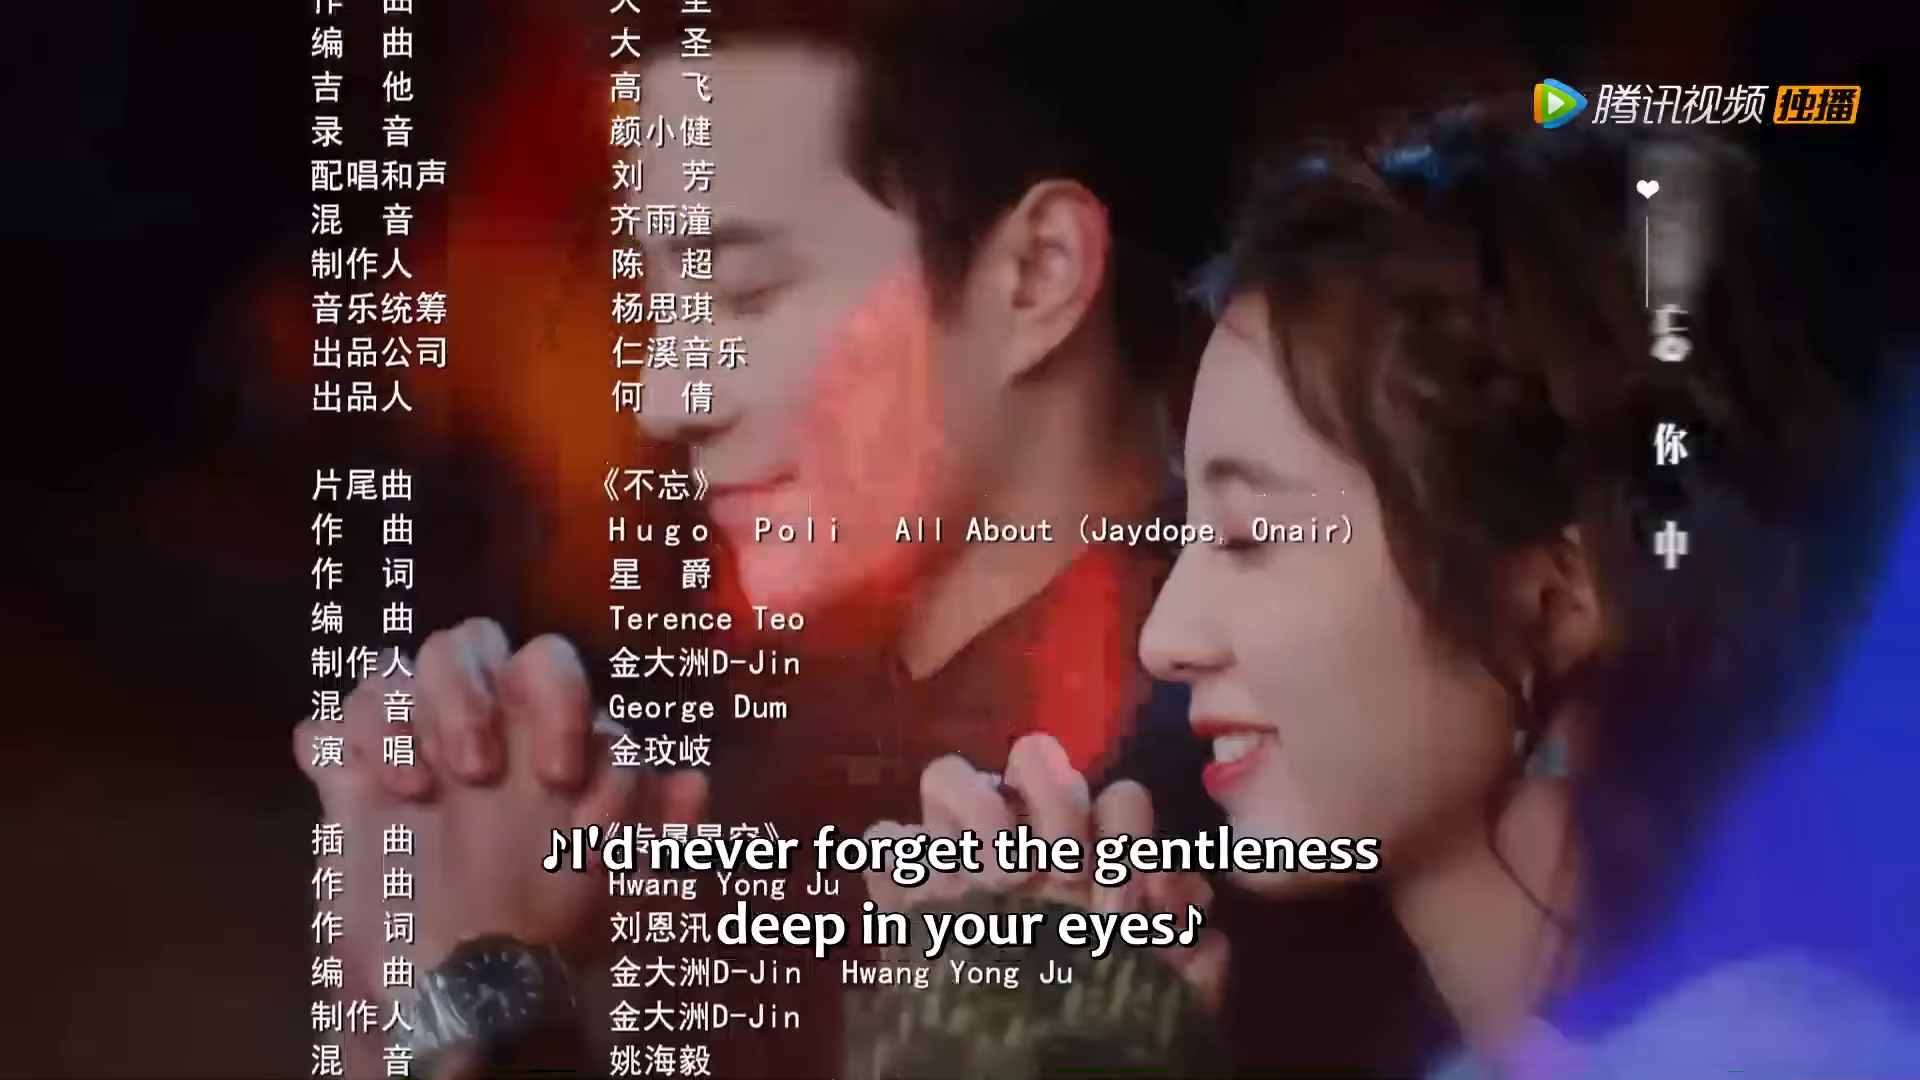 编 曲 大 圣
吉 他 高 飞
录 音 颜小健
配唱和声 刘 芳
混 音 齐雨潼
制作人 陈 超
音乐统筹 杨思琪
出品公司 仁溪音乐
出品人 何 倩
片尾曲 《不忘》
作 曲 Hugo Poli All About (Jaydope, Onair)
作 词 星 爵
编 曲 Terence Teo
制作人 金大洲D-Jin
混 音 George Dum
演 唱 金玟岐
插 曲
作 曲 Hwang Yong Ju
作 词 刘恩汛
编 曲 金大洲D-Jin Hwang Yong Ju
制作人 金大洲D-Jin
混 音 姚海毅
♪I'd never forget the gentleness
deep in your eyes♪
腾讯视频 独播
你
中